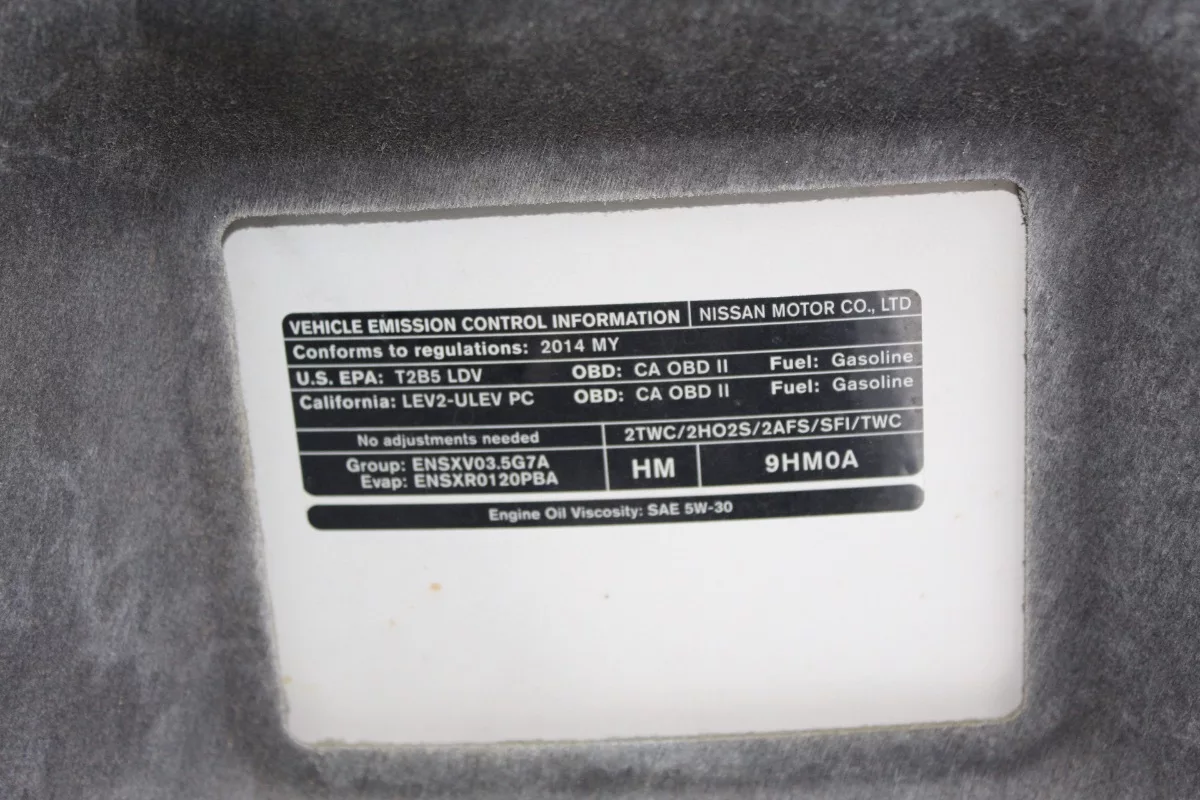 VEHICLE EMISSION CONTROL INFORMATION NISSAN MOTOR CO., LTD
Conforms to regulations: 2014 MY
U.S. EPA: T2B5 LDV OBD: CA OBD II Fuel: Gasoline
California: LEV2-ULEV PC OBD: CA OBD II Fuel: Gasoline
No adjustments needed 2TWC/2HO2S/2AFS/SFI/TWC
Group: ENSXV03.5G7A HM 9HM0A
Evap: ENSXR0120PBA
Engine Oil Viscosity: SAE 5W-30